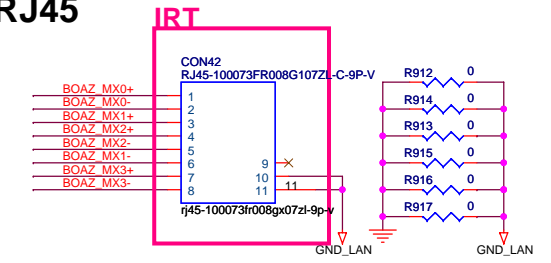 RJ45
IRT
CON42
RJ45-100073FR008G107ZL-C-9P-V
BOAZ_MX0+ 1
BOAZ_MX0- 2
BOAZ_MX1+ 3
BOAZ_MX2+ 4
BOAZ_MX2- 5
BOAZ_MX1- 6 9
BOAZ_MX3+ 7 10
BOAZ_MX3- 8 11 11
rj45-100073fr008gx07zl-9p-v
GND_LAN
R912 0
R914 0
R913 0
R915 0
R916 0
R917 0
GND_LAN